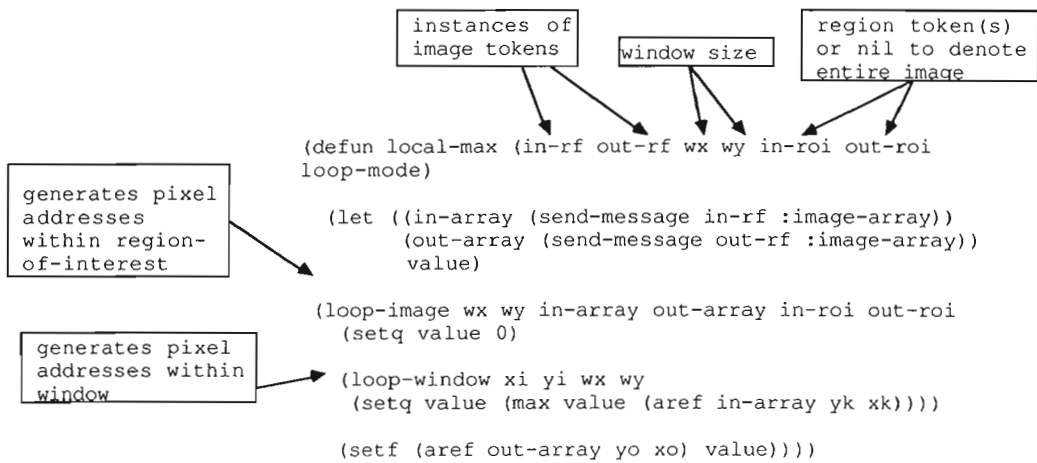 instances of
image tokens
window size
region token(s)
or nil to denote
entire image
(defun local-max (in-rf out-rf wx wy in-roi out-roi
loop-mode)
generates pixel
addresses
within region-
of-interest
(let ((in-array (send-message in-rf :image-array))
(out-array (send-message out-rf :image-array))
value)
(loop-image wx wy in-array out-array in-roi out-roi
(setq value 0)
generates pixel
addresses within
window
(loop-window xi yi wx wy
(setq value (max value (aref in-array yk xk))))
(setf (aref out-array yo xo) value))))